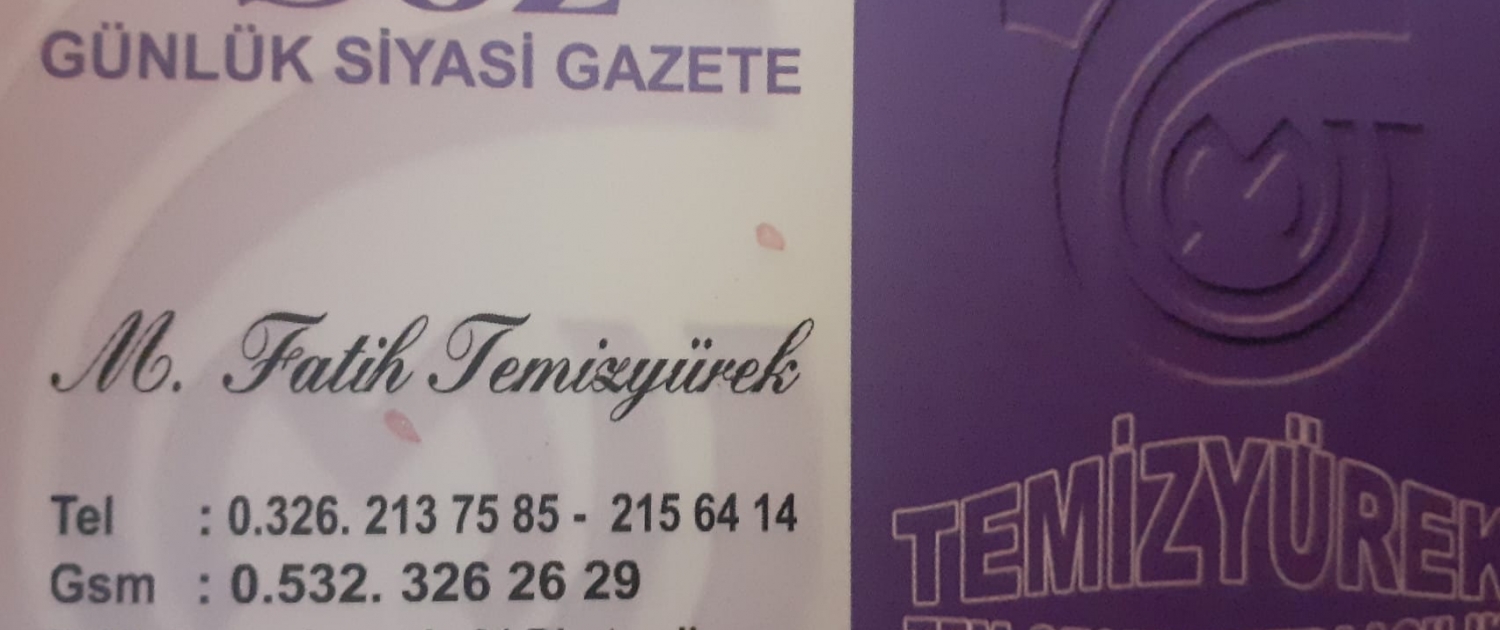 GÜNLÜK SİYASİ GAZETE
M. Fatih Temizyürek
Tel : 0.326. 213 75 85 - 215 64 14
Gsm : 0.532. 326 26 29
TEMİZYÜREK